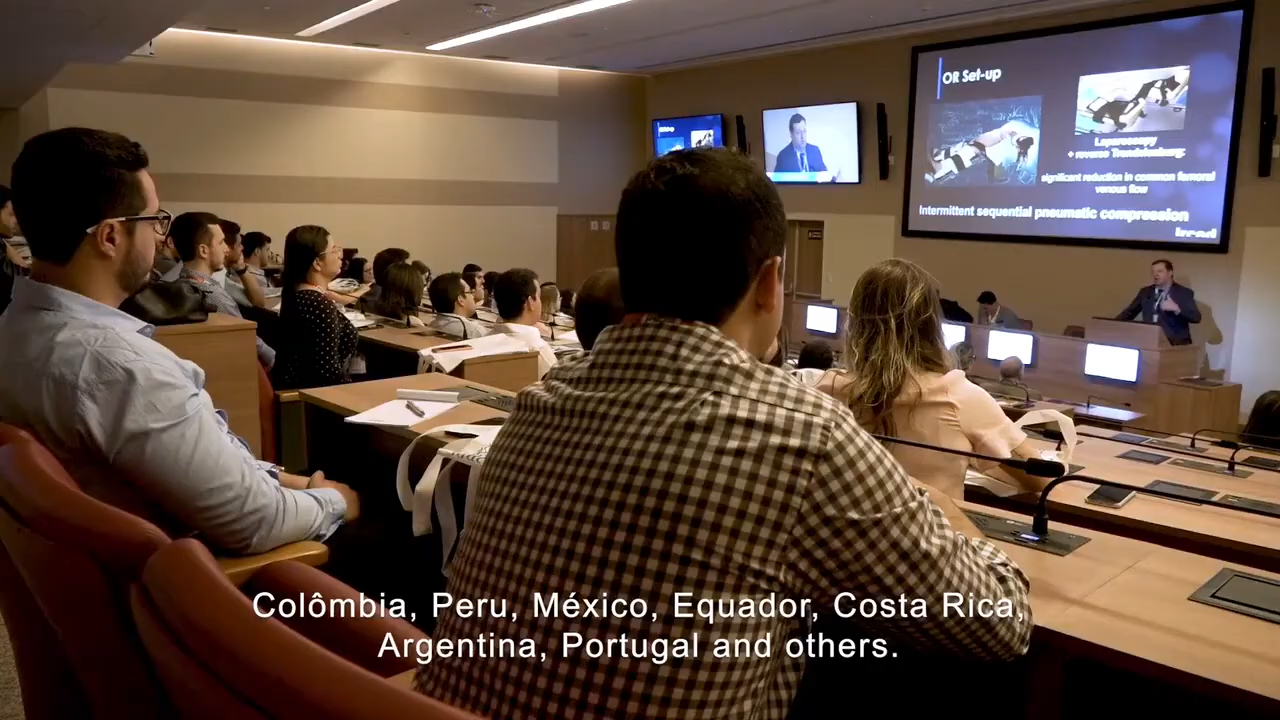 OR Set-up
Laparoscopy
+ reverse Trendelenburg:
significant reduction in common femoral
venous flow
Intermittent sequential pneumatic compression
Colômbia, Peru, México, Equador, Costa Rica,
Argentina, Portugal and others.